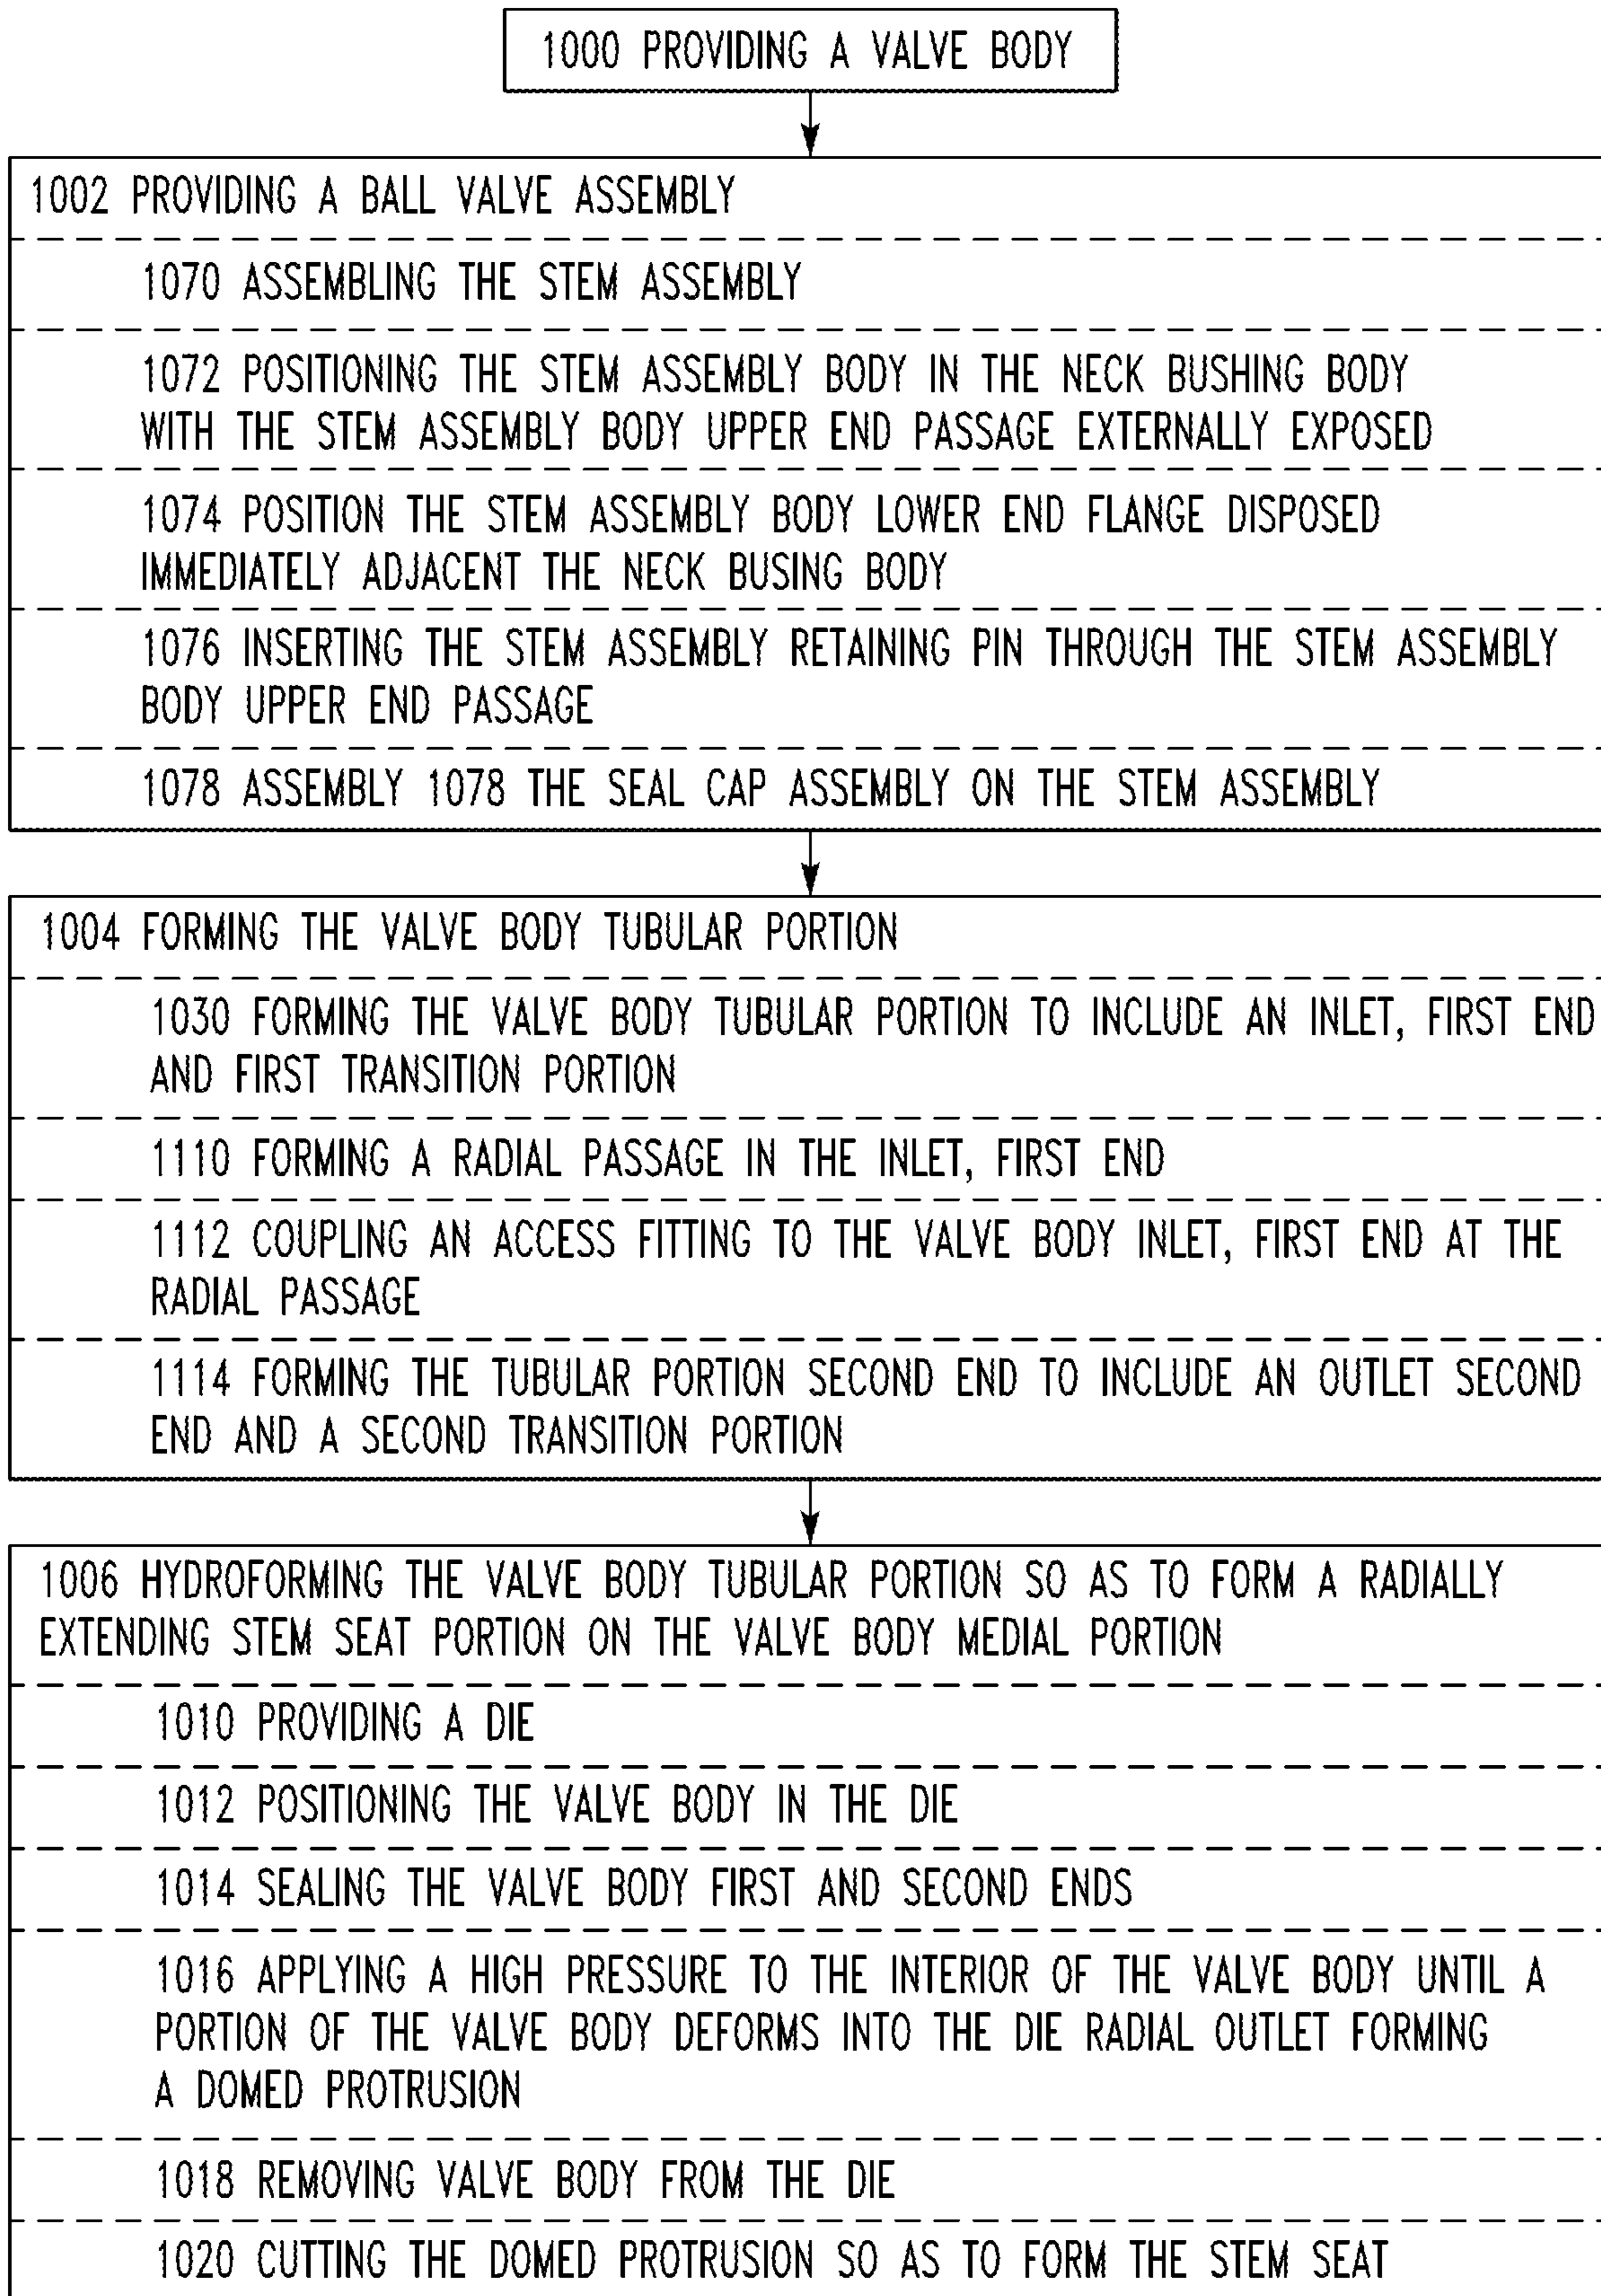 1000 PROVIDING A VALVE BODY
1002 PROVIDING A BALL VALVE ASSEMBLY
1070 ASSEMBLING THE STEM ASSEMBLY
1072 POSITIONING THE STEM ASSEMBLY BODY IN THE NECK BUSHING BODY
WITH THE STEM ASSEMBLY BODY UPPER END PASSAGE EXTERNALLY EXPOSED
1074 POSITION THE STEM ASSEMBLY BODY LOWER END FLANGE DISPOSED
IMMEDIATELY ADJACENT THE NECK BUSING BODY
1076 INSERTING THE STEM ASSEMBLY RETAINING PIN THROUGH THE STEM ASSEMBLY
BODY UPPER END PASSAGE
1078 ASSEMBLY 1078 THE SEAL CAP ASSEMBLY ON THE STEM ASSEMBLY
1004 FORMING THE VALVE BODY TUBULAR PORTION
1030 FORMING THE VALVE BODY TUBULAR PORTION TO INCLUDE AN INLET, FIRST END
AND FIRST TRANSITION PORTION
1110 FORMING A RADIAL PASSAGE IN THE INLET, FIRST END
1112 COUPLING AN ACCESS FITTING TO THE VALVE BODY INLET, FIRST END AT THE
RADIAL PASSAGE
1114 FORMING THE TUBULAR PORTION SECOND END TO INCLUDE AN OUTLET SECOND
END AND A SECOND TRANSITION PORTION
1006 HYDROFORMING THE VALVE BODY TUBULAR PORTION SO AS TO FORM A RADIALLY
EXTENDING STEM SEAT PORTION ON THE VALVE BODY MEDIAL PORTION
1010 PROVIDING A DIE
1012 POSITIONING THE VALVE BODY IN THE DIE
1014 SEALING THE VALVE BODY FIRST AND SECOND ENDS
1016 APPLYING A HIGH PRESSURE TO THE INTERIOR OF THE VALVE BODY UNTIL A
PORTION OF THE VALVE BODY DEFORMS INTO THE DIE RADIAL OUTLET FORMING
A DOMED PROTRUSION
1018 REMOVING VALVE BODY FROM THE DIE
1020 CUTTING THE DOMED PROTRUSION SO AS TO FORM THE STEM SEAT